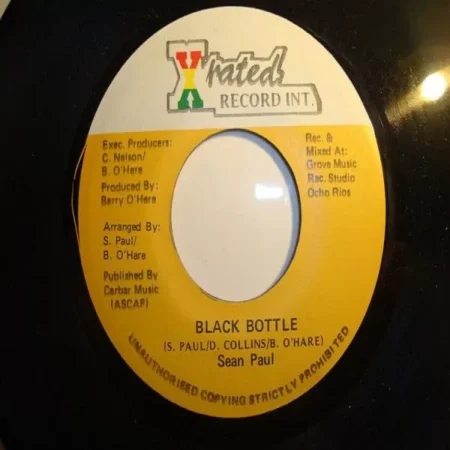 Xrated
RECORD INT.
Exec. Producers:
C. Nelson/
B. O'Hare
Produced By:
Barry O'Hare
Arranged By:
S. Paul/
B. O'Hare
Published By
Carbar Music
(ASCAP)
Rec. &
Mixed At:
Grove Music
Rec. Studio
Ocho Rios
BLACK BOTTLE
(S. PAUL/D. COLLINS/B. O'HARE)
Sean Paul
UNAUTHORISED COPYING STRICTLY PROHIBITED